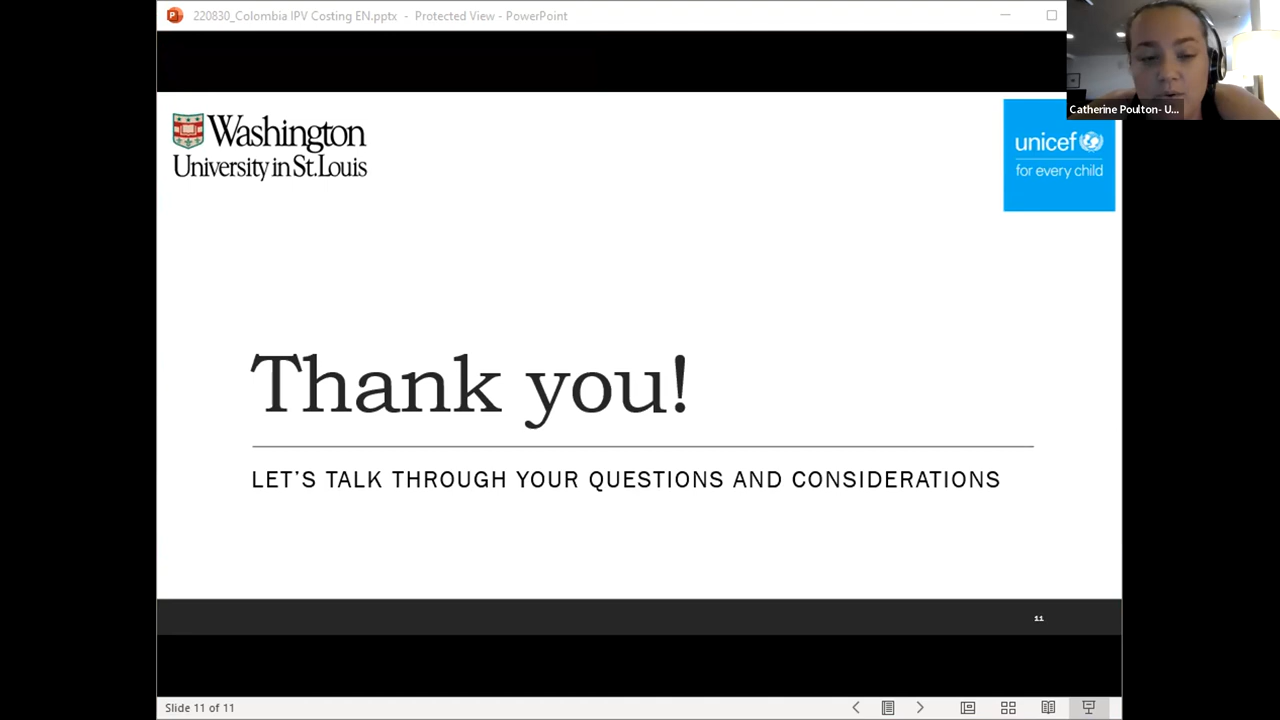 220830_Colombia IPV Costing EN.pptx - Protected View - PowerPoint
Catherine Poulton- U...
Washington
University in St.Louis
unicef
for every child
Thank you!
LET’S TALK THROUGH YOUR QUESTIONS AND CONSIDERATIONS
11
Slide 11 of 11